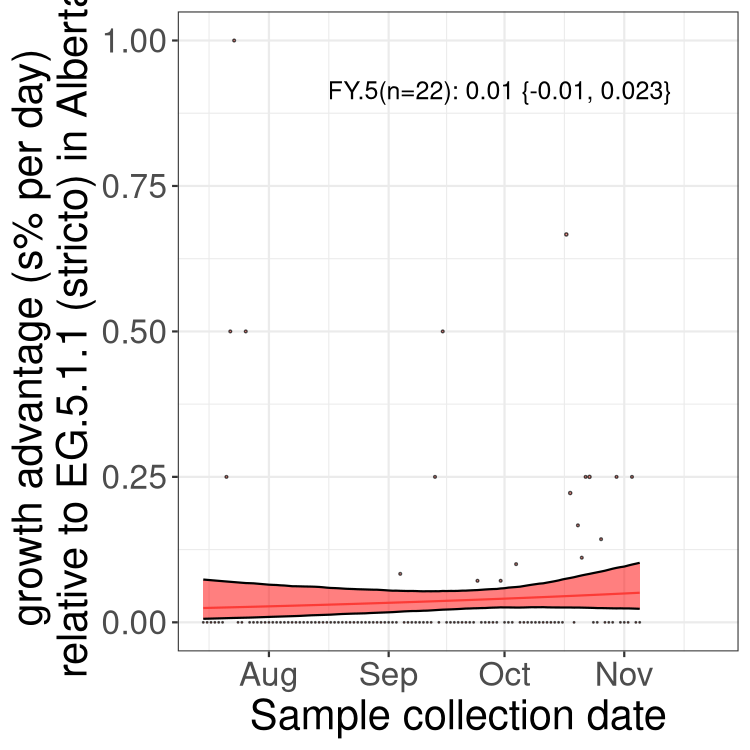 growth advantage (s% per day)
relative to EG.5.1.1 (stricto) in Alberta
1.00
0.75
0.50
0.25
0.00
FY.5(n=22): 0.01 {-0.01, 0.023}
Aug Sep Oct Nov
Sample collection date